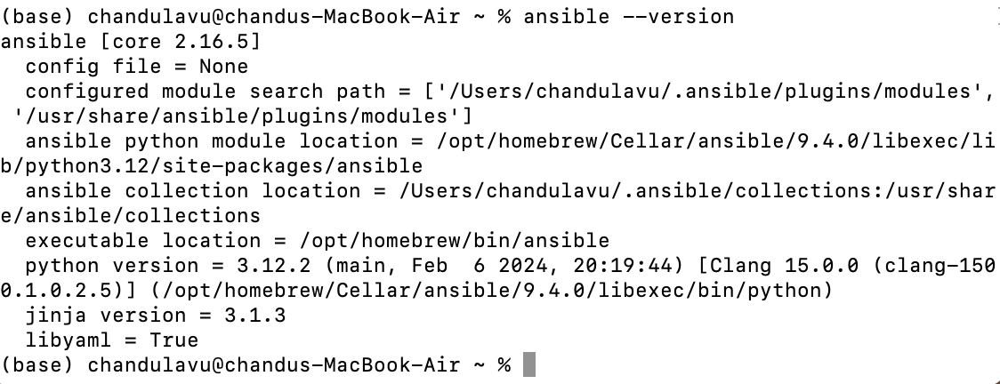 (base) chandulavu@chandus-MacBook-Air ~ % ansible --version
ansible [core 2.16.5]
  config file = None
  configured module search path = ['/Users/chandulavu/.ansible/plugins/modules',
 '/usr/share/ansible/plugins/modules']
  ansible python module location = /opt/homebrew/Cellar/ansible/9.4.0/libexec/li
b/python3.12/site-packages/ansible
  ansible collection location = /Users/chandulavu/.ansible/collections:/usr/shar
e/ansible/collections
  executable location = /opt/homebrew/bin/ansible
  python version = 3.12.2 (main, Feb  6 2024, 20:19:44) [Clang 15.0.0 (clang-150
0.1.0.2.5)] (/opt/homebrew/Cellar/ansible/9.4.0/libexec/bin/python)
  jinja version = 3.1.3
  libyaml = True
(base) chandulavu@chandus-MacBook-Air ~ %